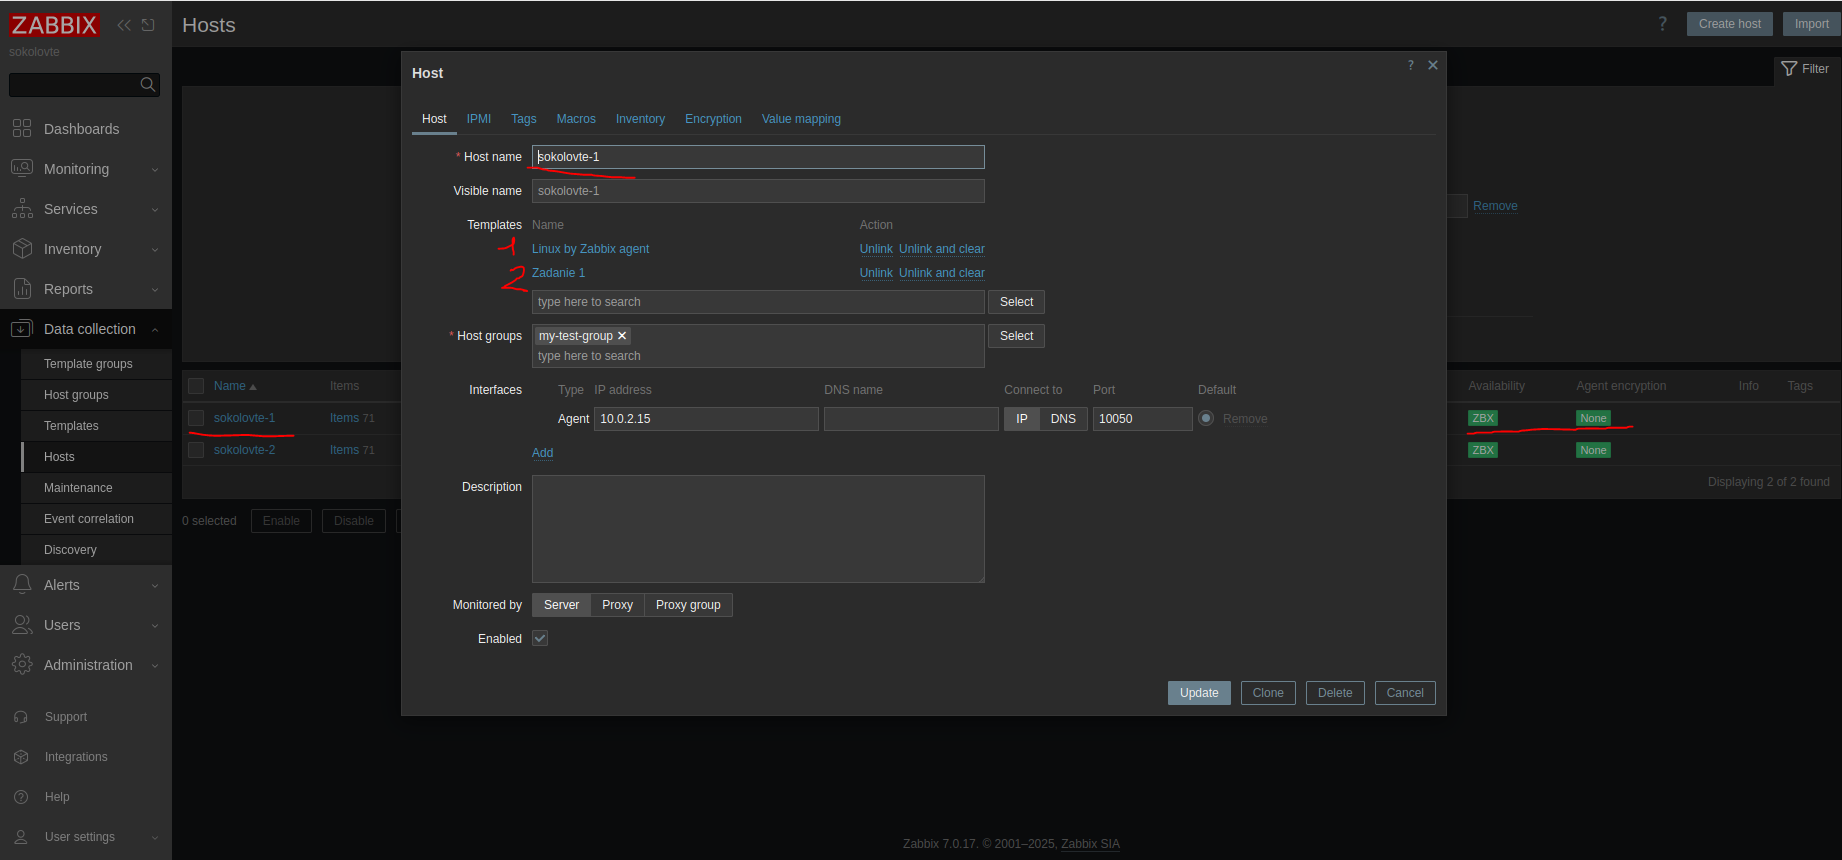 ZABBIX
sokolovte
Dashboards
Monitoring
Services
Inventory
Reports
Data collection
Template groups
Host groups
Templates
Hosts
Maintenance
Event correlation
Discovery
Alerts
Users
Administration
Support
Integrations
Help
User settings
Hosts
? Create host Import
Filter
Remove
Name Items Availability Agent encryption Info Tags
sokolovte-1 Items 71 ZBX None
sokolovte-2 Items 71 ZBX None
Displaying 2 of 2 found
0 selected Enable Disable
Host ?
Host IPMI Tags Macros Inventory Encryption Value mapping
* Host name sokolovte-1
Visible name sokolovte-1
Templates Name Action
1 Linux by Zabbix agent Unlink Unlink and clear
2 Zadanie 1 Unlink Unlink and clear
type here to search Select
* Host groups my-test-group Select
type here to search
Interfaces Type IP address DNS name Connect to Port Default
Agent 10.0.2.15 IP DNS 10050 Remove
Add
Description
Monitored by Server Proxy Proxy group
Enabled
Update Clone Delete Cancel
Zabbix 7.0.17. © 2001–2025, Zabbix SIA